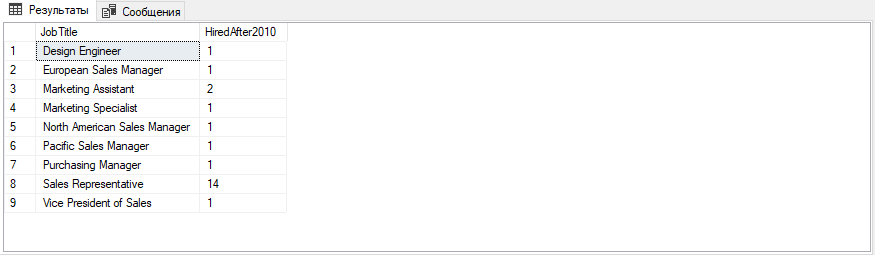 Результаты Сообщения
JobTitle HiredAfter2010
1 Design Engineer 1
2 European Sales Manager 1
3 Marketing Assistant 2
4 Marketing Specialist 1
5 North American Sales Manager 1
6 Pacific Sales Manager 1
7 Purchasing Manager 1
8 Sales Representative 14
9 Vice President of Sales 1